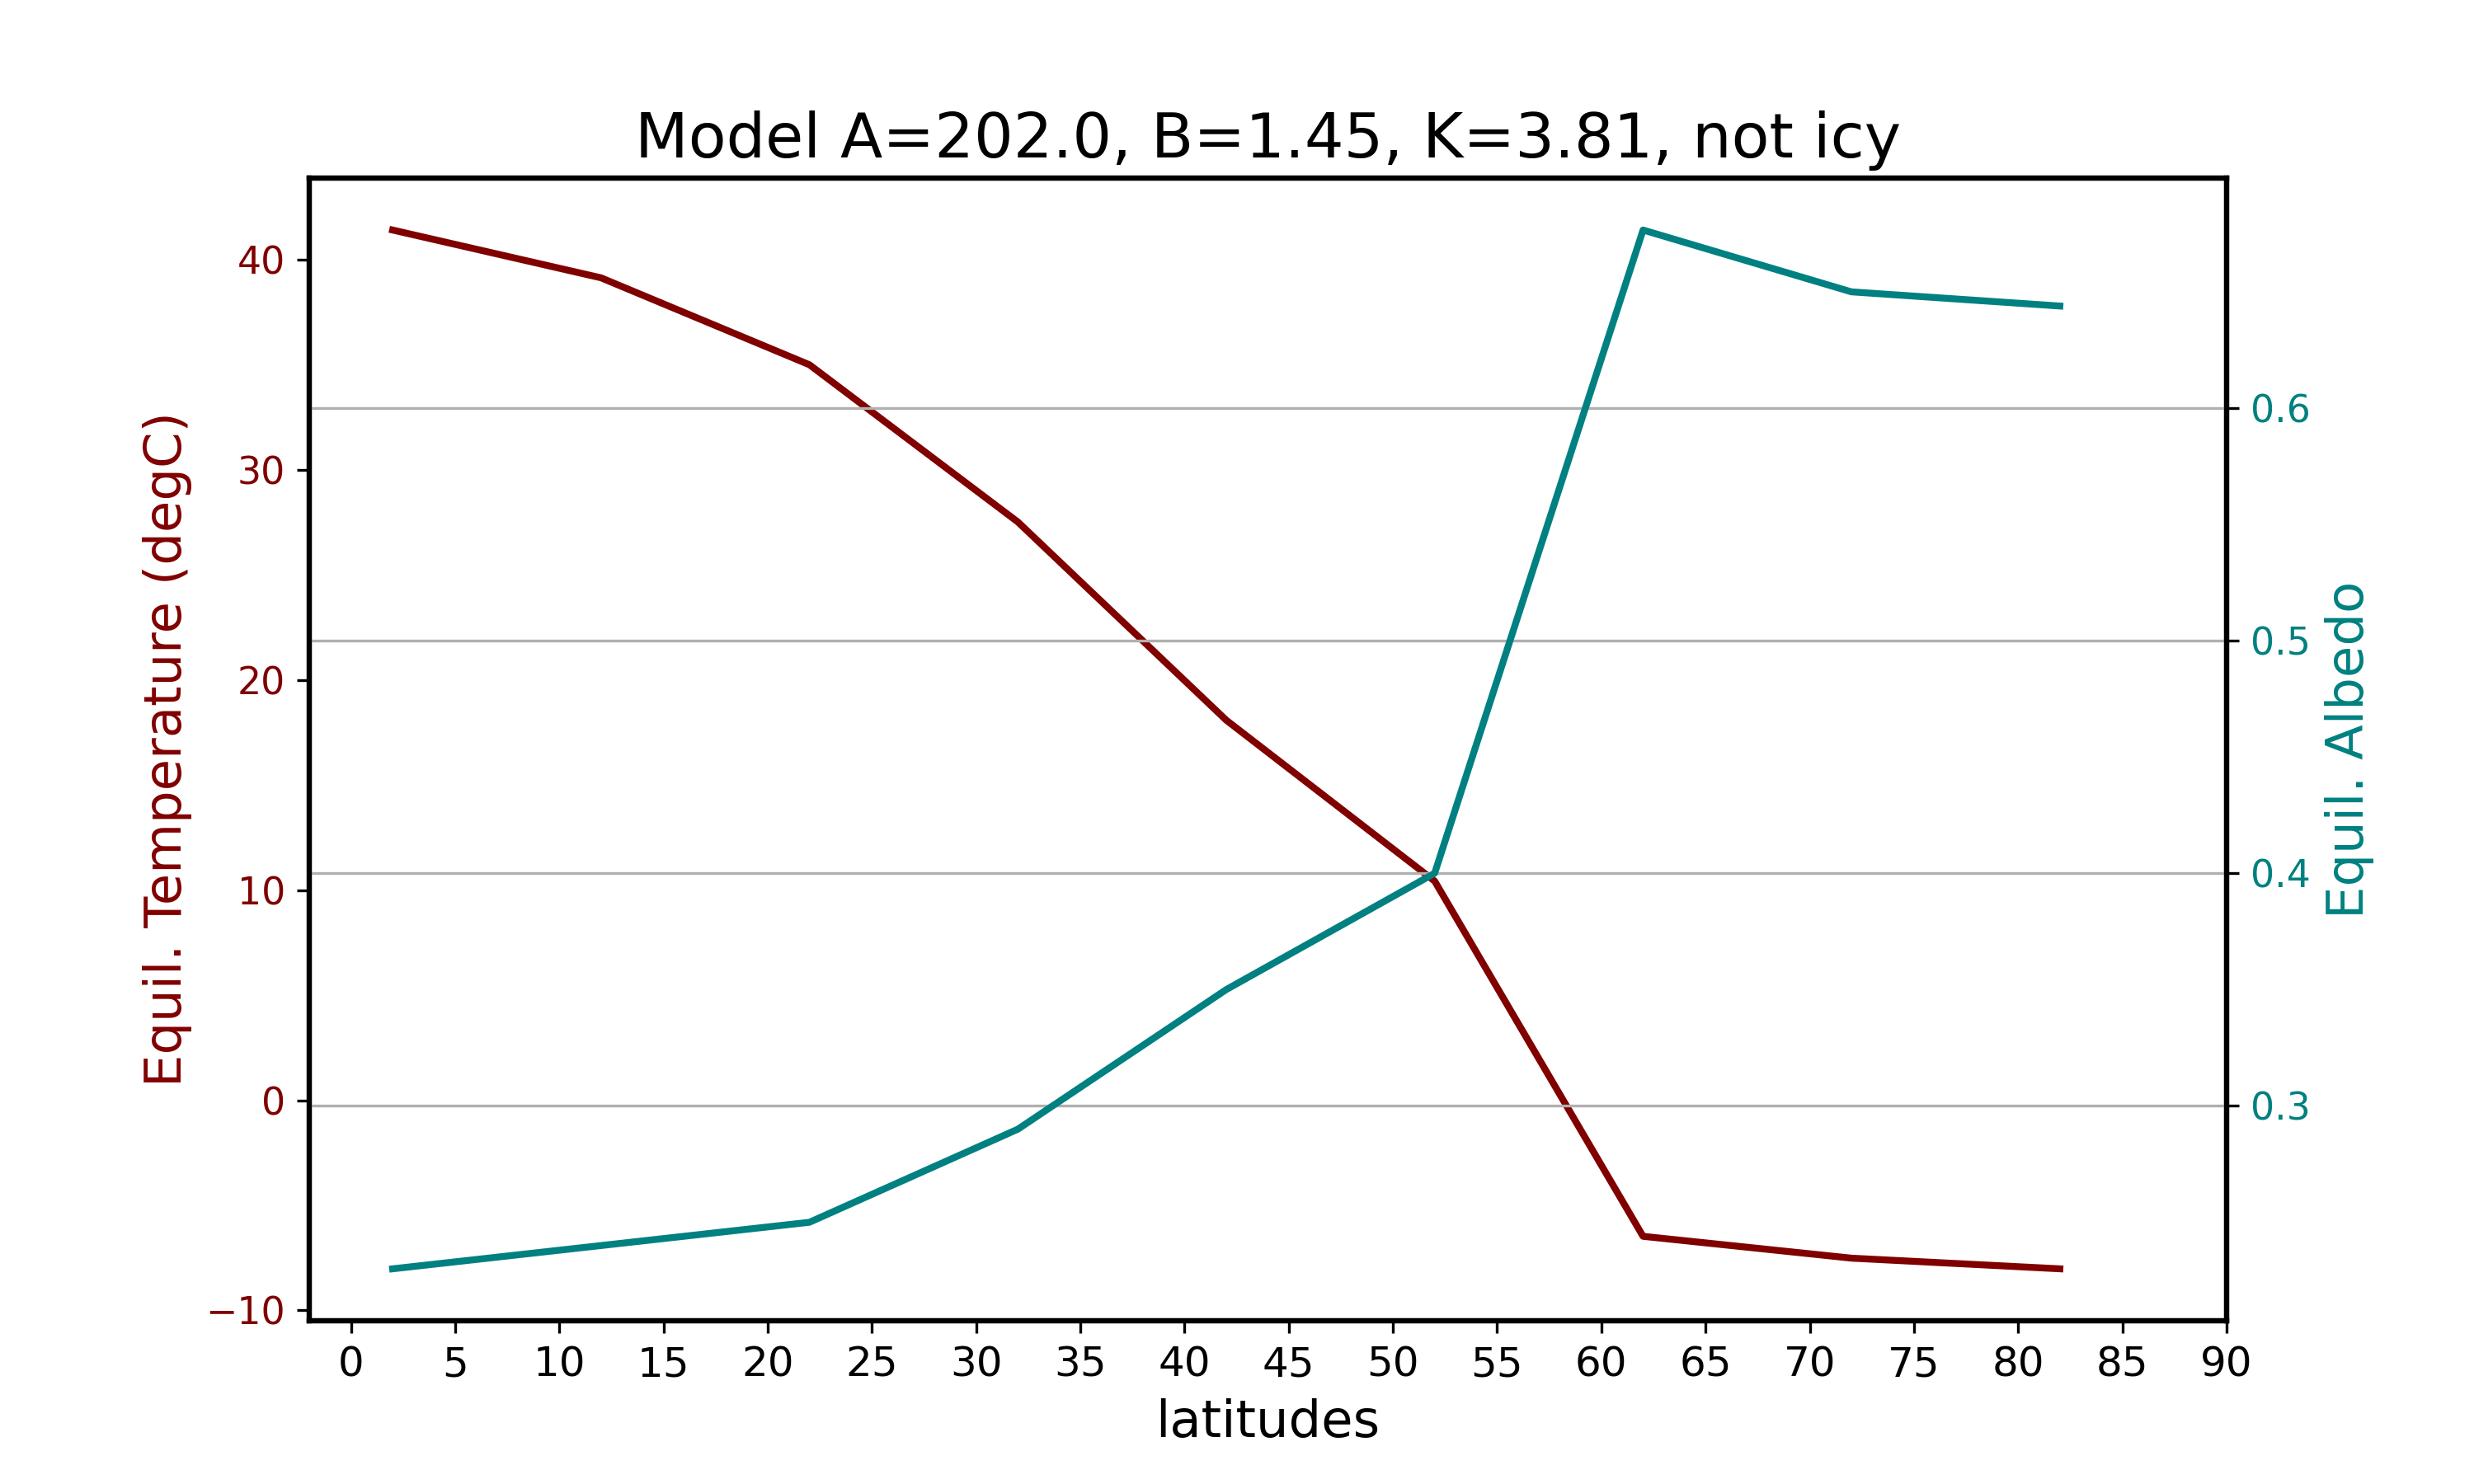 Model A=202.0, B=1.45, K=3.81, not icy
Equil. Temperature (degC)
40
30
20
10
0
−10
0.6
0.5
0.4
0.3
Equil. Albedo
0 5 10 15 20 25 30 35 40 45 50 55 60 65 70 75 80 85 90
latitudes